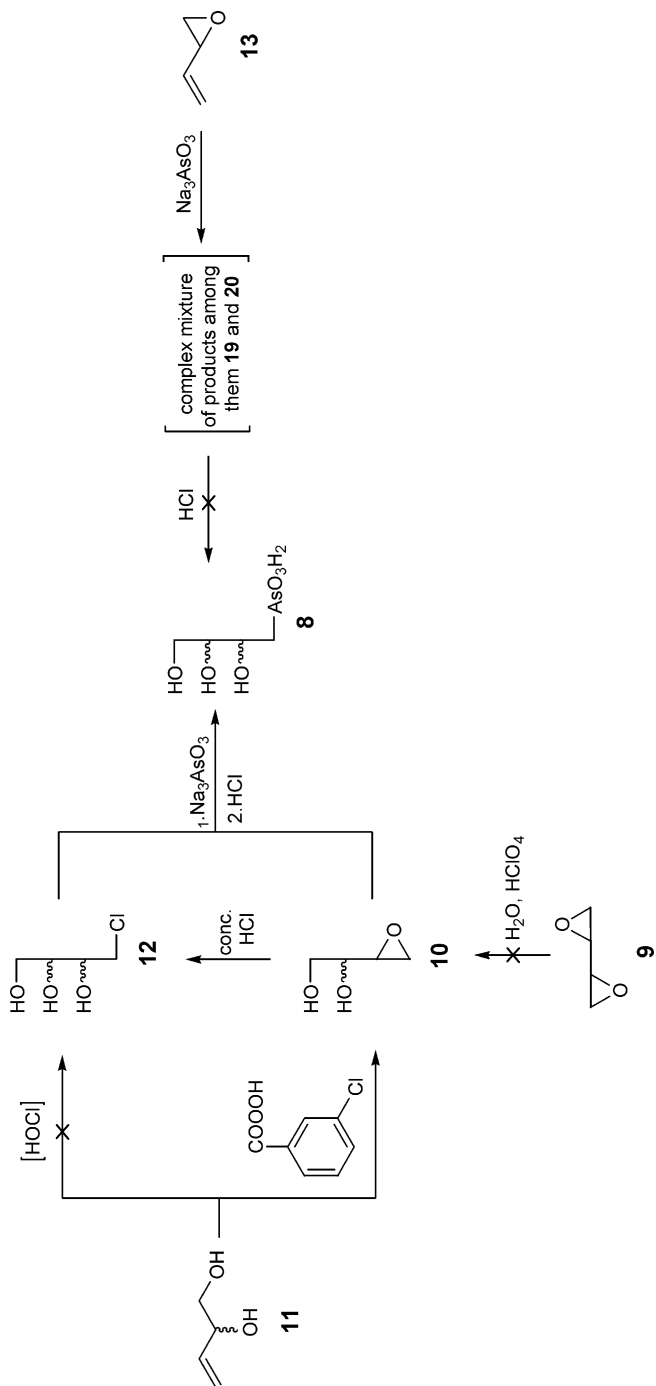 O
13
Na₃AsO₃
complex mixture
of products among
them 19 and 20
HCl
HO
HO
HO
AsO₃H₂
8
1.Na₃AsO₃
2.HCl
HO
HO
HO
Cl
12
conc.
HCl
HO
HO
O
10
H₂O, HClO₄
O
O
9
[HOCl]
COOOH
Cl
OH
OH
11